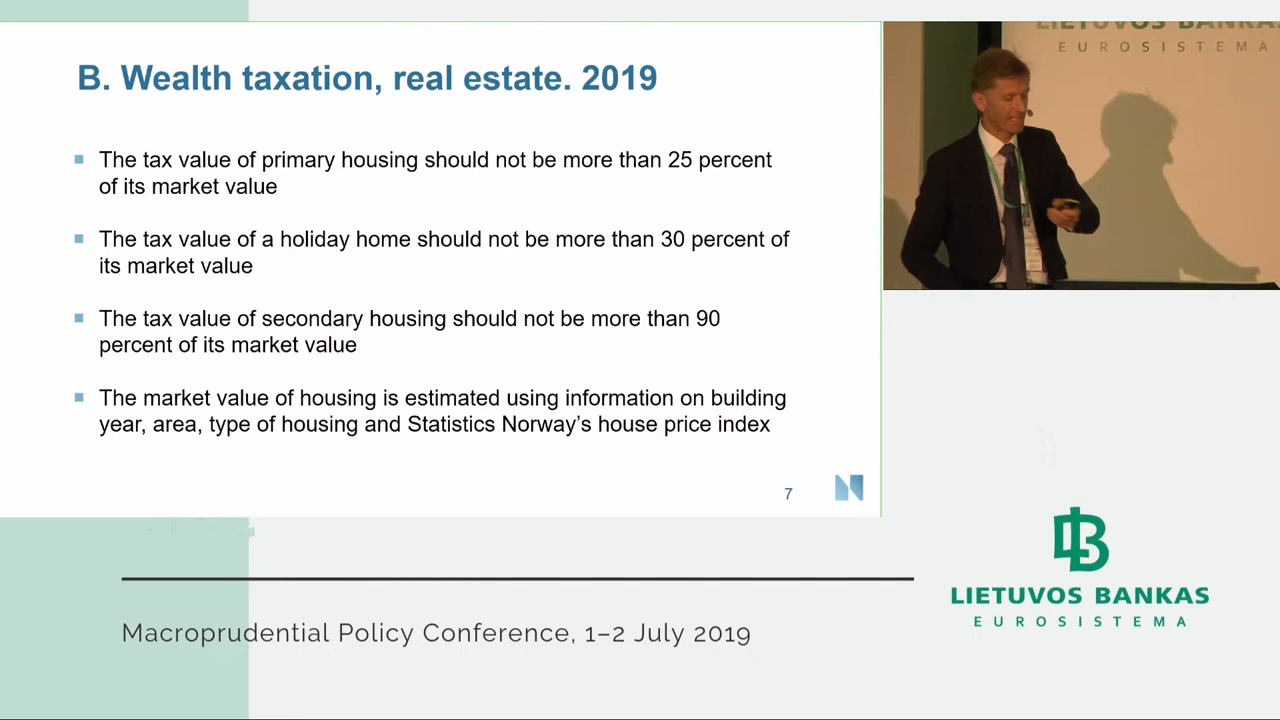 B. Wealth taxation, real estate. 2019
The tax value of primary housing should not be more than 25 percent
of its market value
The tax value of a holiday home should not be more than 30 percent of
its market value
The tax value of secondary housing should not be more than 90
percent of its market value
The market value of housing is estimated using information on building
year, area, type of housing and Statistics Norway’s house price index
7
LIETUVOS BANKAS
EUROSISTEMA
LIETUVOS BANKAS
EUROSISTEMA
Macroprudential Policy Conference, 1–2 July 2019